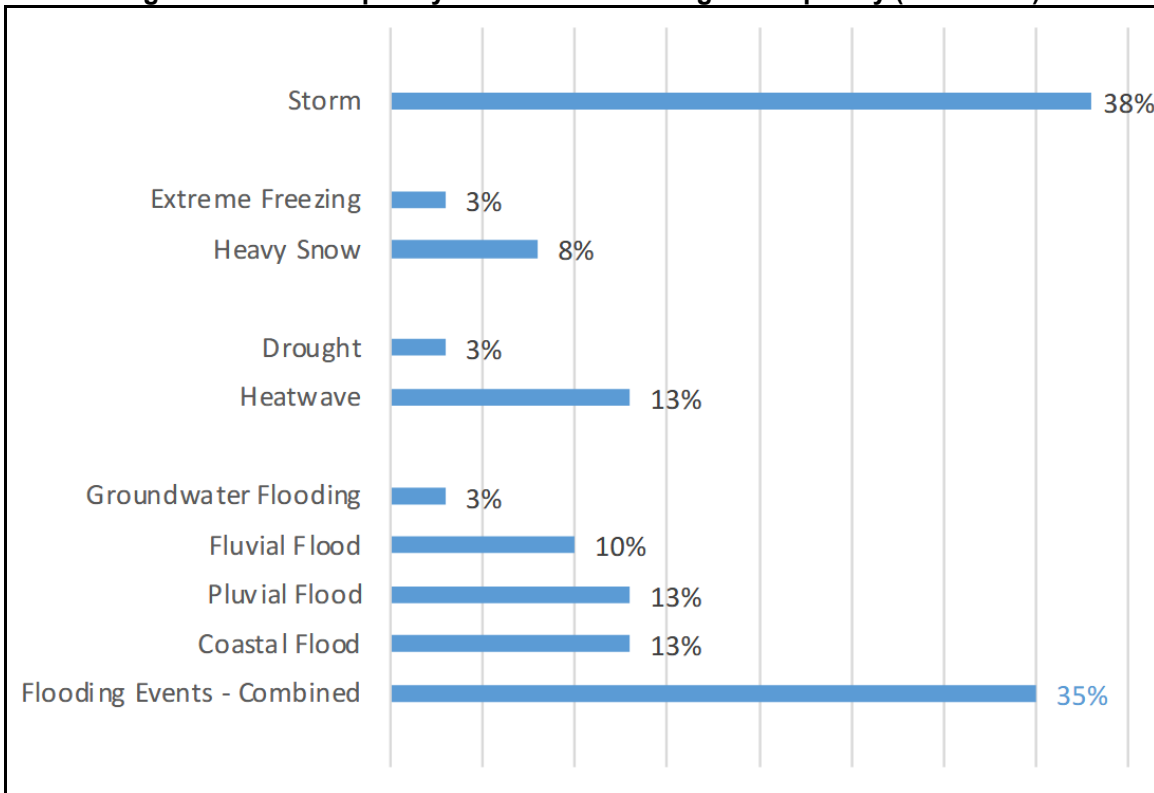 Storm 38%
Extreme Freezing 3%
Heavy Snow 8%
Drought 3%
Heatwave 13%
Groundwater Flooding 3%
Fluvial Flood 10%
Pluvial Flood 13%
Coastal Flood 13%
Flooding Events - Combined 35%